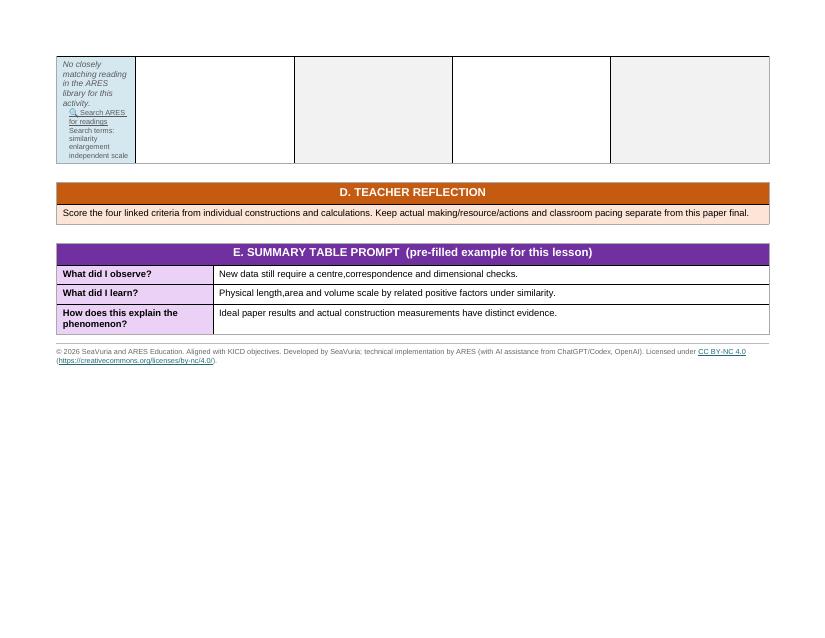 No closely
matching reading
in the ARES
library for this
activity.
🔍 Search ARES
for readings
Search terms:
similarity
enlargement
independent scale
D. TEACHER REFLECTION
Score the four linked criteria from individual constructions and calculations. Keep actual making/resource/actions and classroom pacing separate from this paper final.
E. SUMMARY TABLE PROMPT  (pre-filled example for this lesson)
What did I observe?
New data still require a centre,correspondence and dimensional checks.
What did I learn?
Physical length,area and volume scale by related positive factors under similarity.
How does this explain the
phenomenon?
Ideal paper results and actual construction measurements have distinct evidence.
© 2026 SeaVuria and ARES Education. Aligned with KICD objectives. Developed by SeaVuria; technical implementation by ARES (with AI assistance from ChatGPT/Codex, OpenAI). Licensed under CC BY-NC 4.0
(https://creativecommons.org/licenses/by-nc/4.0/).